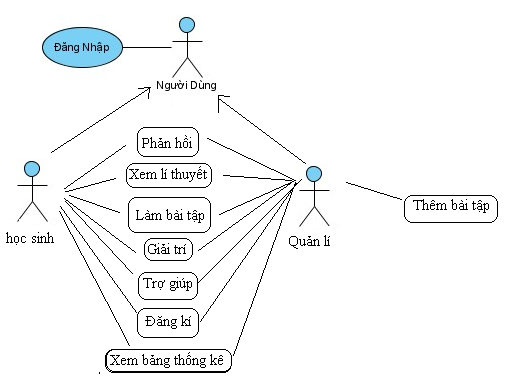 Đăng Nhập
Người Dùng
Phản hồi
Xem lí thuyết
Làm bài tập
Thêm bài tập
học sinh
Quản lí
Giải trí
Trợ giúp
Đăng kí
Xem bảng thống kê